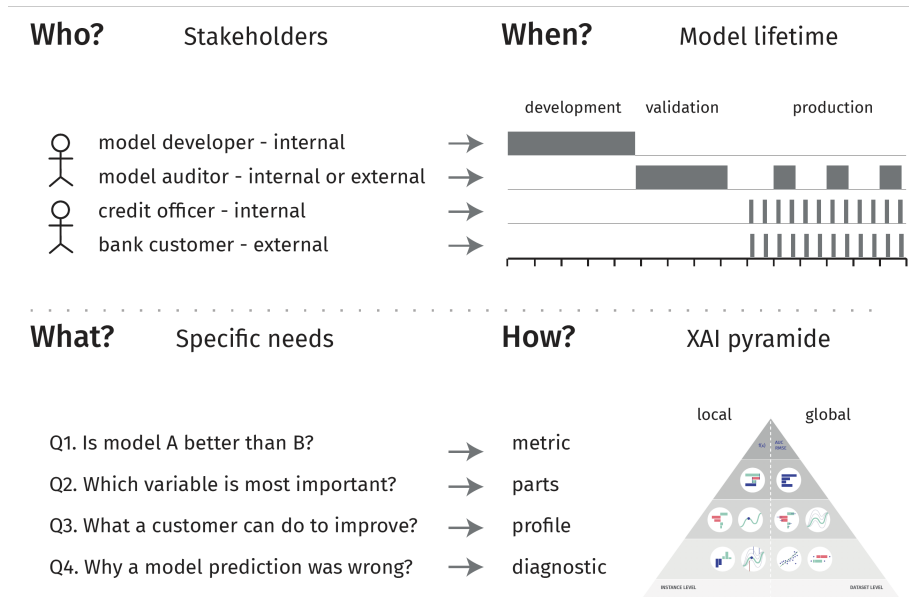 Who? Stakeholders
model developer - internal
model auditor - internal or external
credit officer - internal
bank customer - external
When? Model lifetime
development validation production
What? Specific needs
Q1. Is model A better than B?
Q2. Which variable is most important?
Q3. What a customer can do to improve?
Q4. Why a model prediction was wrong?
How? XAI pyramide
metric
parts
profile
diagnostic
local global
f(x) AUC
RMSE
INSTANCE LEVEL DATASET LEVEL